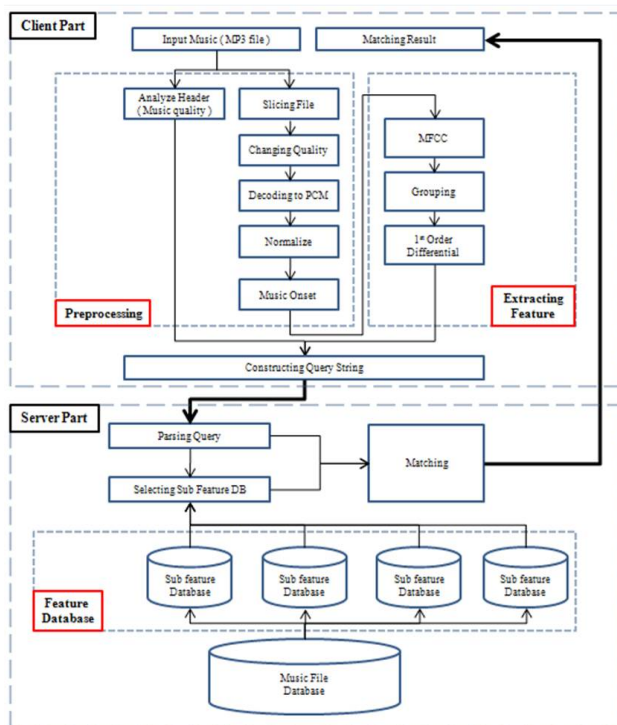 Client Part
Input Music ( MP3 file )
Matching Result
Analyze Header
( Music quality )
Slicing File
Changing Quality
Decoding to PCM
Normalize
Music Onset
Preprocessing
MFCC
Grouping
1st Order
Differential
Extracting
Feature
Constructing Query String
Server Part
Parsing Query
Selecting Sub Feature DB
Matching
Sub feature
Database
Sub feature
Database
Sub feature
Database
Sub feature
Database
Feature
Database
Music File
Database